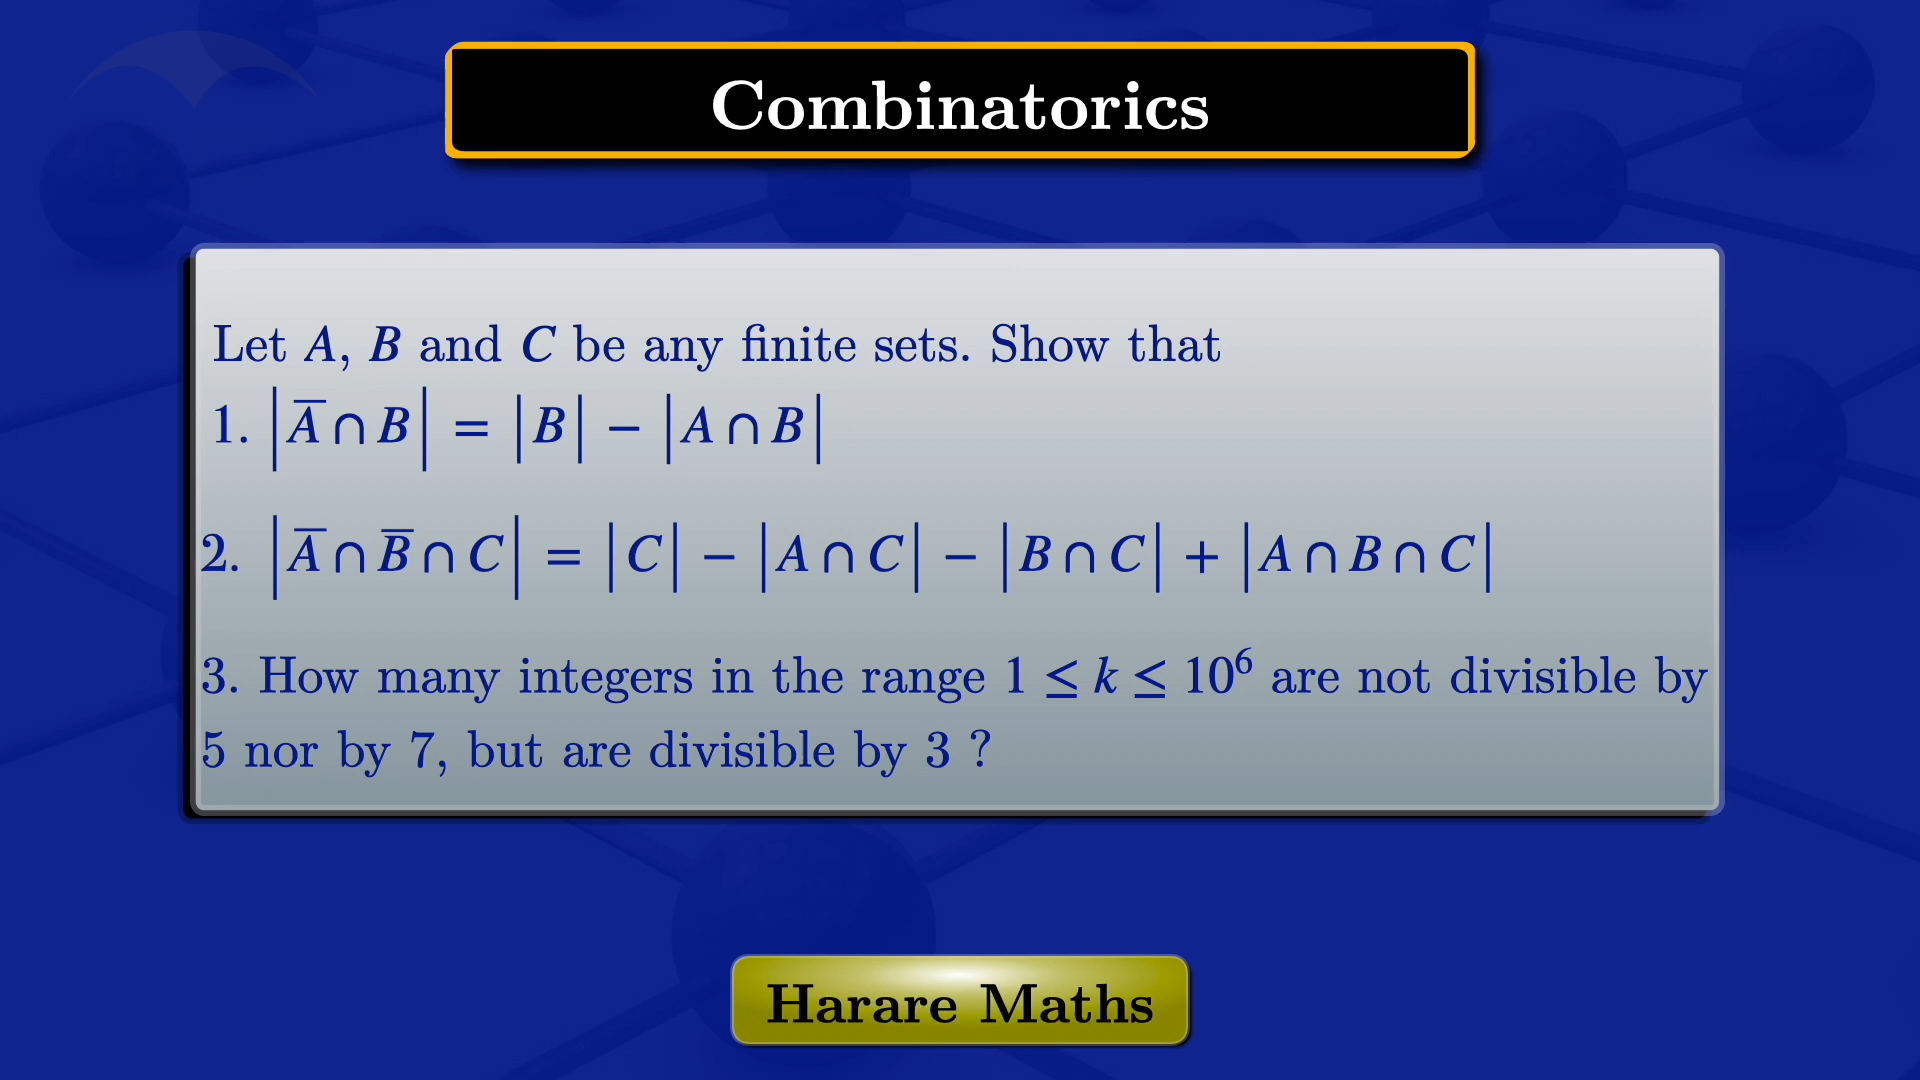 Combinatorics
Let A, B and C be any finite sets. Show that
1. |A̅ ∩ B| = |B| − |A ∩ B|
2. |A̅ ∩ B̅ ∩ C| = |C| − |A ∩ C| − |B ∩ C| + |A ∩ B ∩ C|
3. How many integers in the range 1 ≤ k ≤ 10⁶ are not divisible by
5 nor by 7, but are divisible by 3 ?
Harare Maths